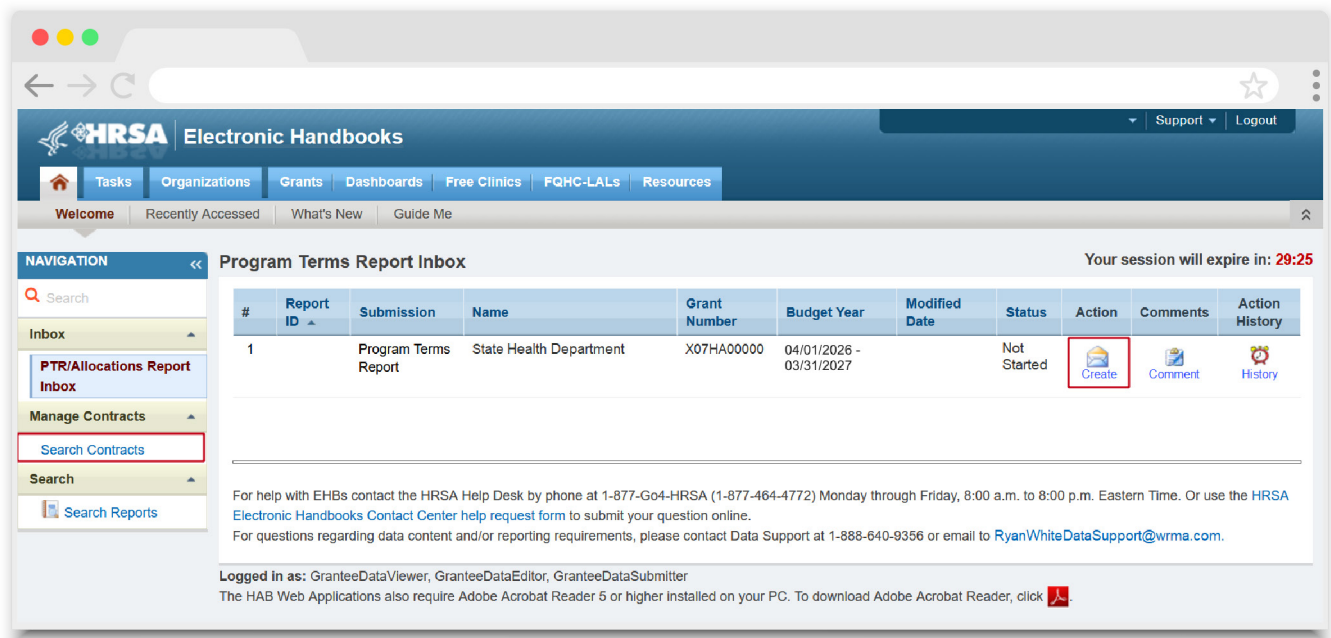 HRSA Electronic Handbooks
Support Logout
Tasks Organizations Grants Dashboards Free Clinics FQHC-LALs Resources
Welcome Recently Accessed What's New Guide Me
NAVIGATION
Search
Inbox
PTR/Allocations Report
Inbox
Manage Contracts
Search Contracts
Search
Search Reports
Program Terms Report Inbox
Your session will expire in: 29:25
# Report ID Submission Name Grant Number Budget Year Modified Date Status Action Comments Action History
1 Program Terms Report State Health Department X07HA00000 04/01/2026 - 03/31/2027 Not Started Create Comment History
For help with EHBs contact the HRSA Help Desk by phone at 1-877-Go4-HRSA (1-877-464-4772) Monday through Friday, 8:00 a.m. to 8:00 p.m. Eastern Time. Or use the HRSA
Electronic Handbooks Contact Center help request form to submit your question online.
For questions regarding data content and/or reporting requirements, please contact Data Support at 1-888-640-9356 or email to RyanWhiteDataSupport@wrma.com.
Logged in as: GranteeDataViewer, GranteeDataEditor, GranteeDataSubmitter
The HAB Web Applications also require Adobe Acrobat Reader 5 or higher installed on your PC. To download Adobe Acrobat Reader, click .